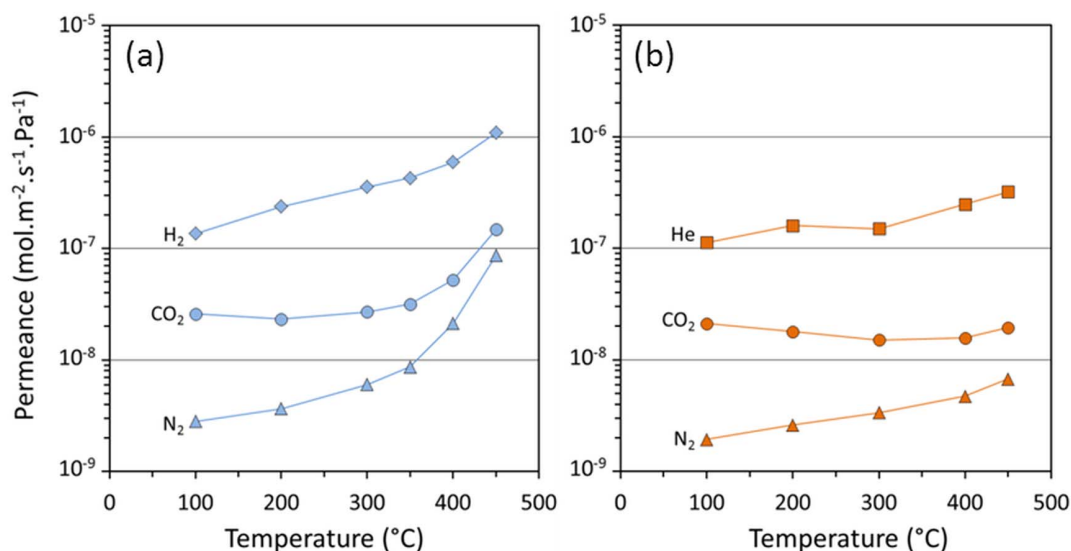 Permeance (mol.m⁻².s⁻¹.Pa⁻¹)
(a)
10⁻⁵
10⁻⁶
10⁻⁷
10⁻⁸
10⁻⁹
H₂
CO₂
N₂
0 100 200 300 400 500
Temperature (°C)
(b)
10⁻⁵
10⁻⁶
10⁻⁷
10⁻⁸
10⁻⁹
He
CO₂
N₂
0 100 200 300 400 500
Temperature (°C)